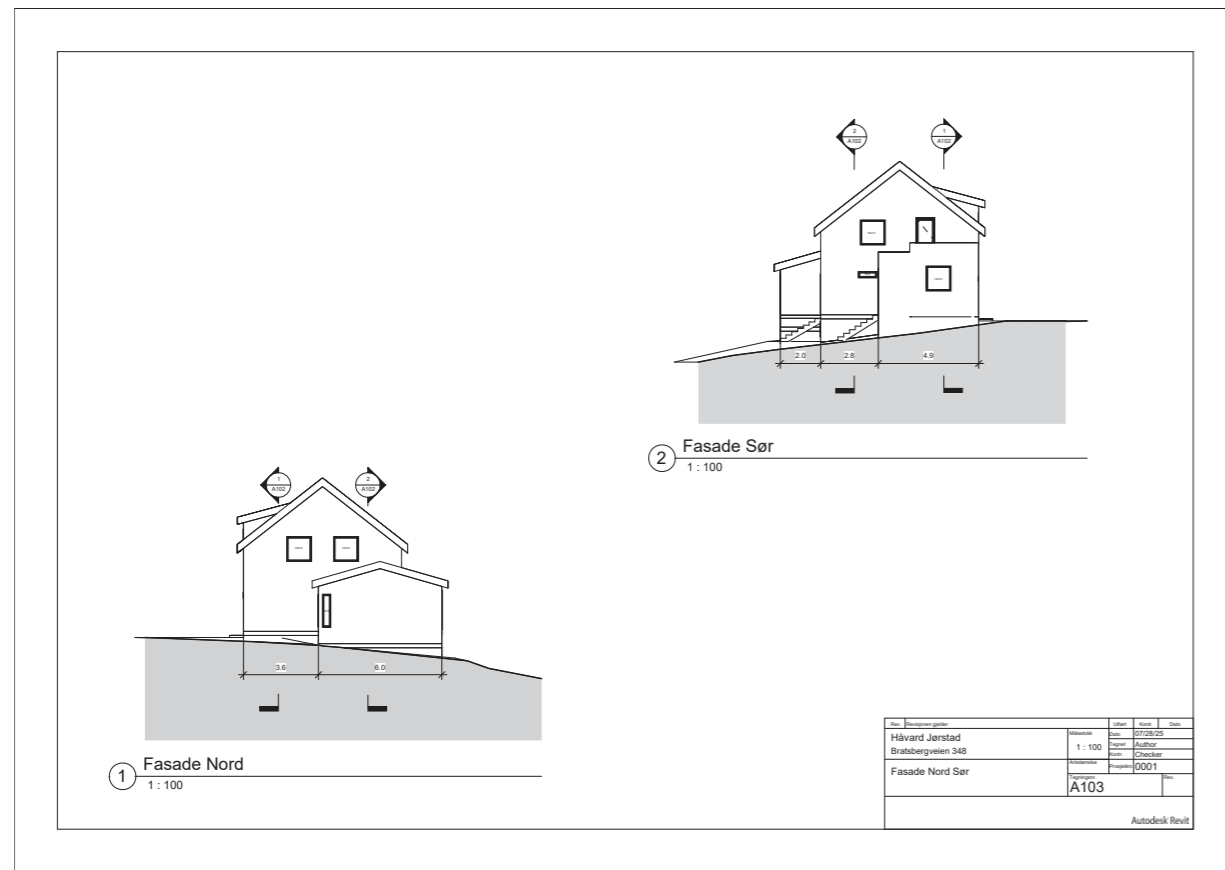 2
A102
1
A102
2.0
2.8
4.9
2
Fasade Sør
1 : 100
1
A102
2
A102
3.6
6.0
1
Fasade Nord
1 : 100
Rev. Revisjonen gjelder Utført Kontr. Dato
Håvard Jørstad
Bratsbergveien 348
Målestokk
1 : 100
Dato 07/28/25
Tegnet Author
Kontr. Checker
Fasade Nord Sør
Prosjektnr. 0001
Tegningsnr. Rev.
A103
Autodesk Revit